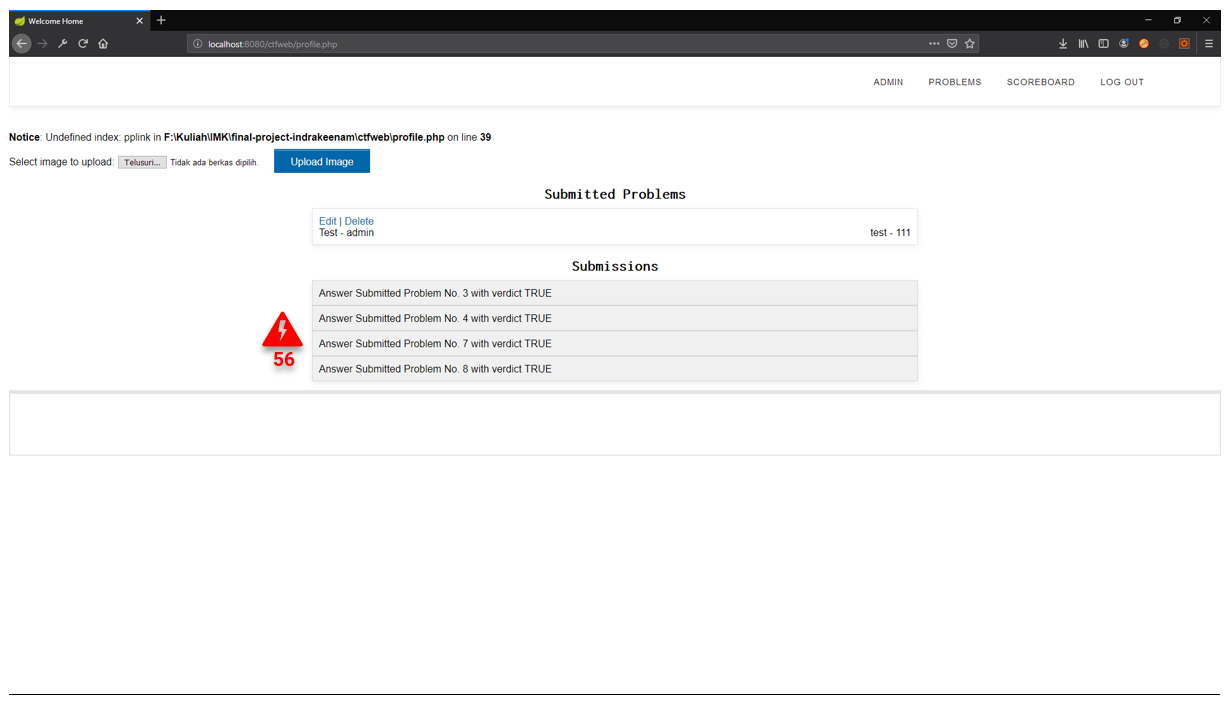 Welcome Home
localhost:8080/ctfweb/profile.php
ADMIN PROBLEMS SCOREBOARD LOG OUT
Notice: Undefined index: pplink in F:\Kuliah\IMK\final-project-indrakeenam\ctfweb\profile.php on line 39
Select image to upload: Telusuri... Tidak ada berkas dipilih. Upload Image
Submitted Problems
Edit | Delete
Test - admin test - 111
Submissions
Answer Submitted Problem No. 3 with verdict TRUE
Answer Submitted Problem No. 4 with verdict TRUE
Answer Submitted Problem No. 7 with verdict TRUE
56
Answer Submitted Problem No. 8 with verdict TRUE